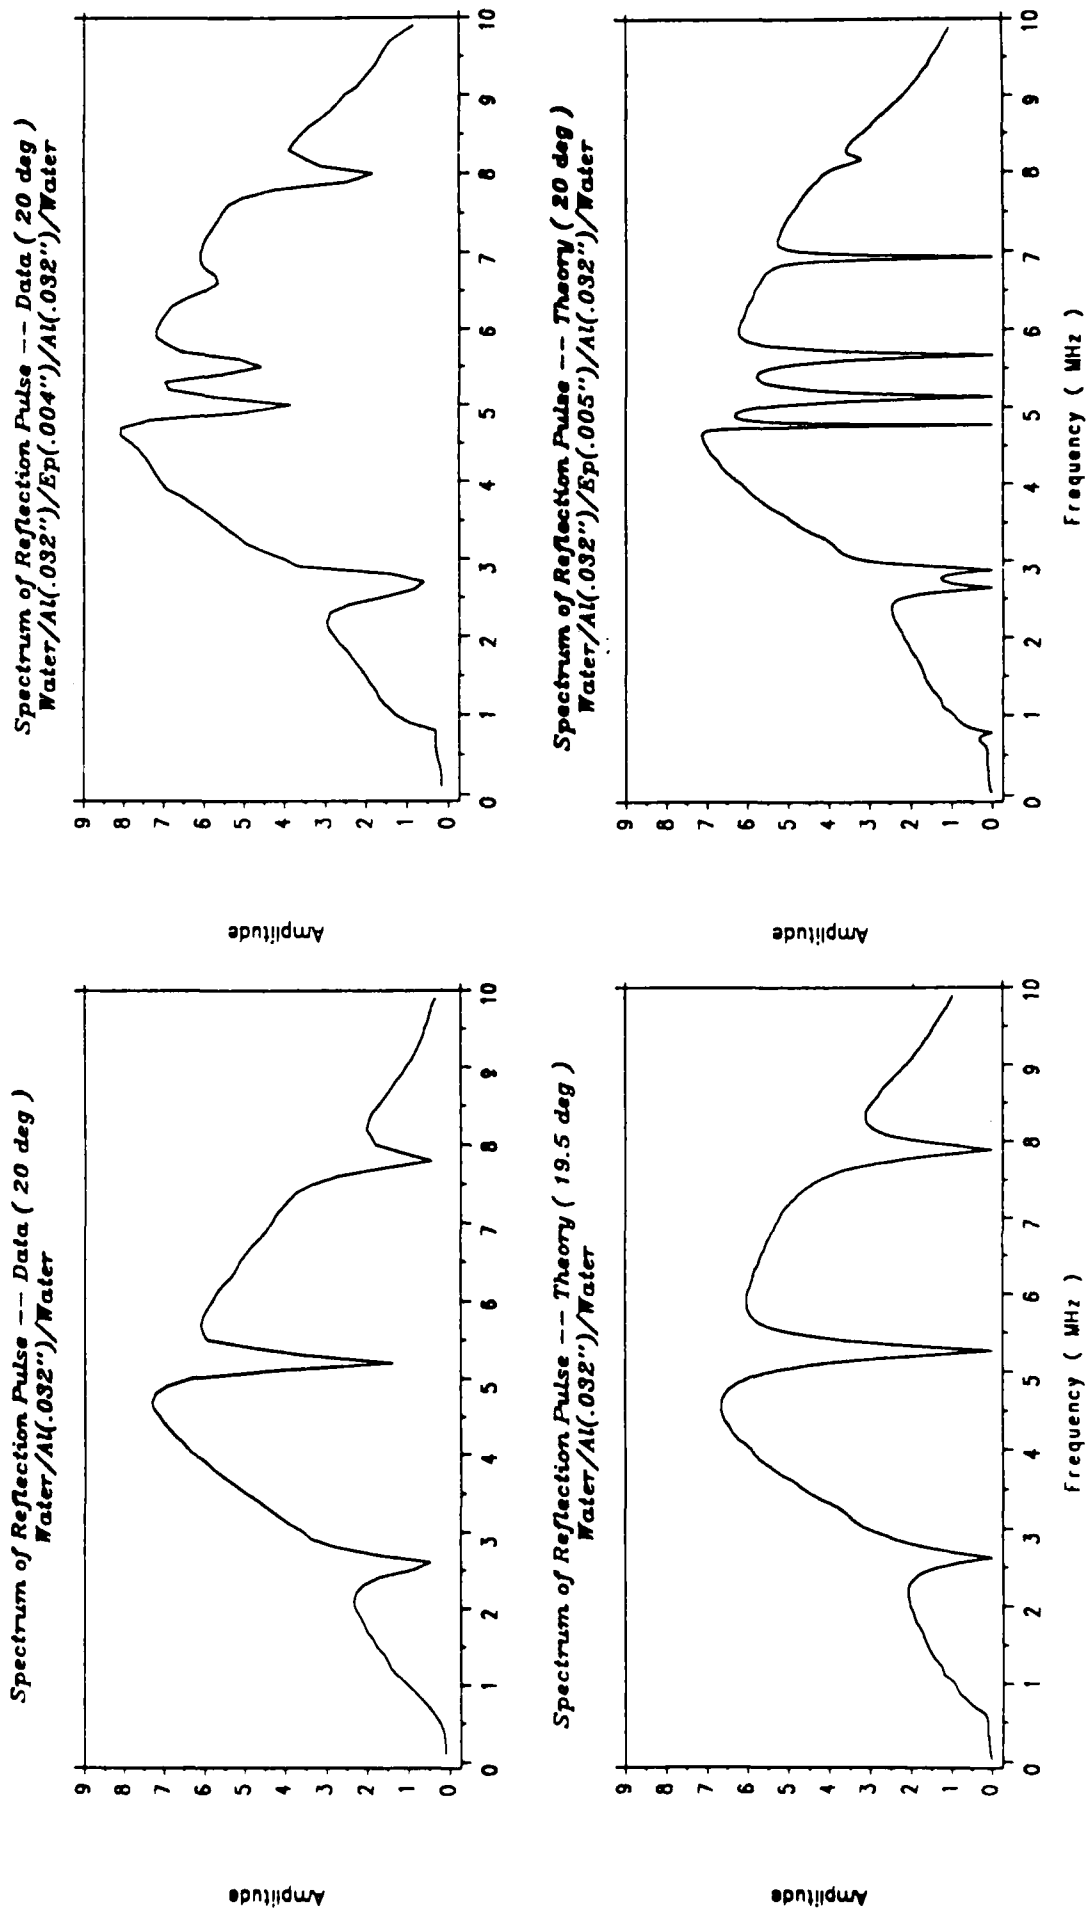 Spectrum of Reflection Pulse -- Data ( 20 deg )
Water/Al(.032")/Water
Amplitude
9
8
7
6
5
4
3
2
1
0
0 1 2 3 4 5 6 7 8 9 10
Spectrum of Reflection Pulse -- Data ( 20 deg )
Water/Al(.032")/Ep(.004")/Al(.032")/Water
Amplitude
9
8
7
6
5
4
3
2
1
0
0 1 2 3 4 5 6 7 8 9 10
Spectrum of Reflection Pulse -- Theory ( 19.5 deg )
Water/Al(.032")/Water
Amplitude
9
8
7
6
5
4
3
2
1
0
0 1 2 3 4 5 6 7 8 9 10
Frequency ( MHz )
Spectrum of Reflection Pulse -- Theory ( 20 deg )
Water/Al(.032")/Ep(.005")/Al(.032")/Water
Amplitude
9
8
7
6
5
4
3
2
1
0
0 1 2 3 4 5 6 7 8 9 10
Frequency ( MHz )